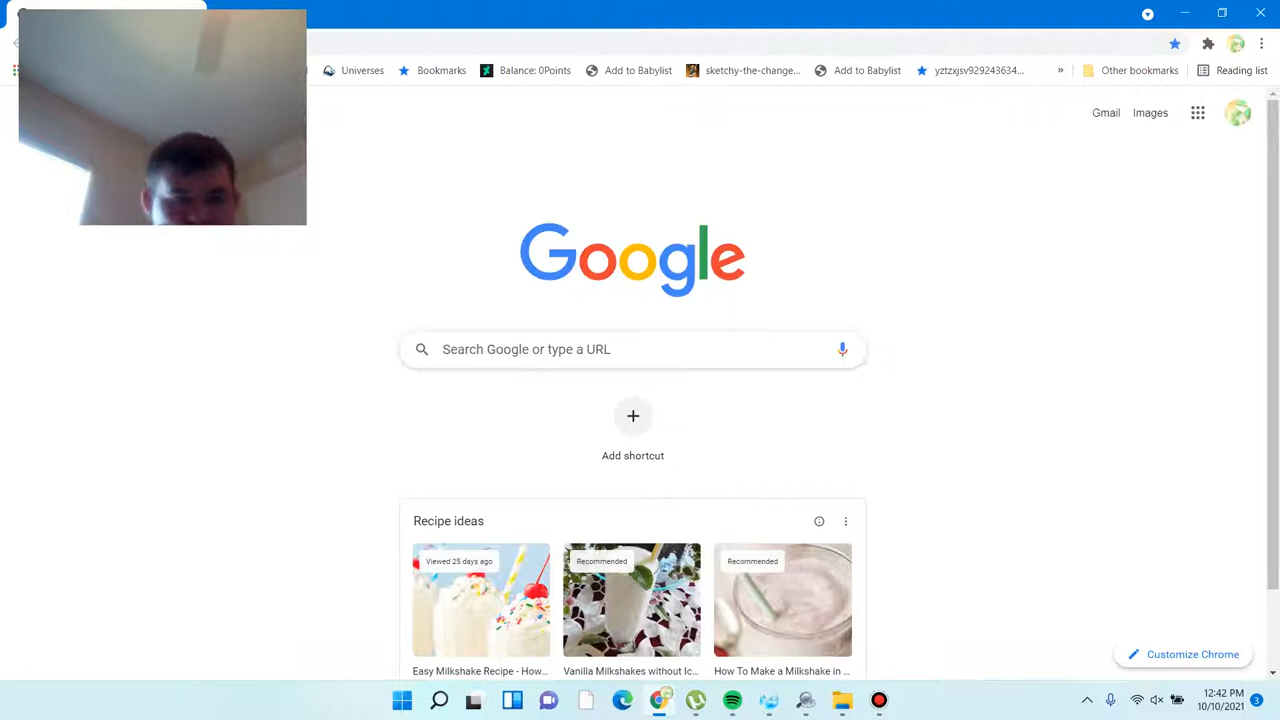 Universes
Bookmarks
Balance: 0Points
Add to Babylist
sketchy-the-change...
Add to Babylist
yztzxjsv929243634...
»
Other bookmarks
Reading list
Gmail
Images
Google
Search Google or type a URL
Add shortcut
Recipe ideas
Viewed 25 days ago
Recommended
Recommended
Easy Milkshake Recipe - How...
Vanilla Milkshakes without Ic...
How To Make a Milkshake in ...
Customize Chrome
12:42 PM
10/10/2021
3